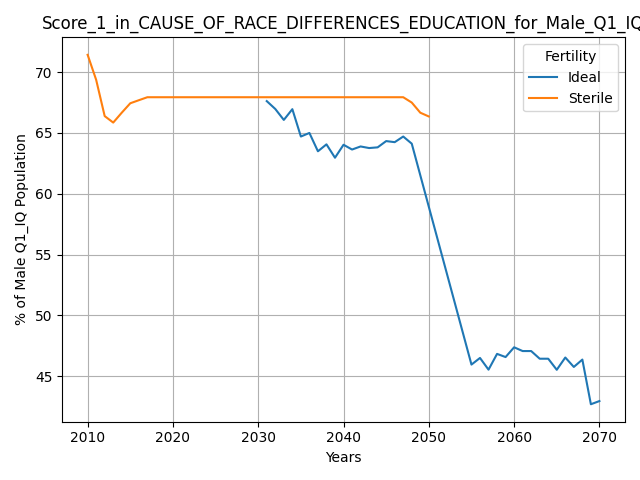 Score_1_in_CAUSE_OF_RACE_DIFFERENCES_EDUCATION_for_Male_Q1_IQ
Fertility
Ideal
Sterile
% of Male Q1_IQ Population
70
65
60
55
50
45
2010 2020 2030 2040 2050 2060 2070
Years